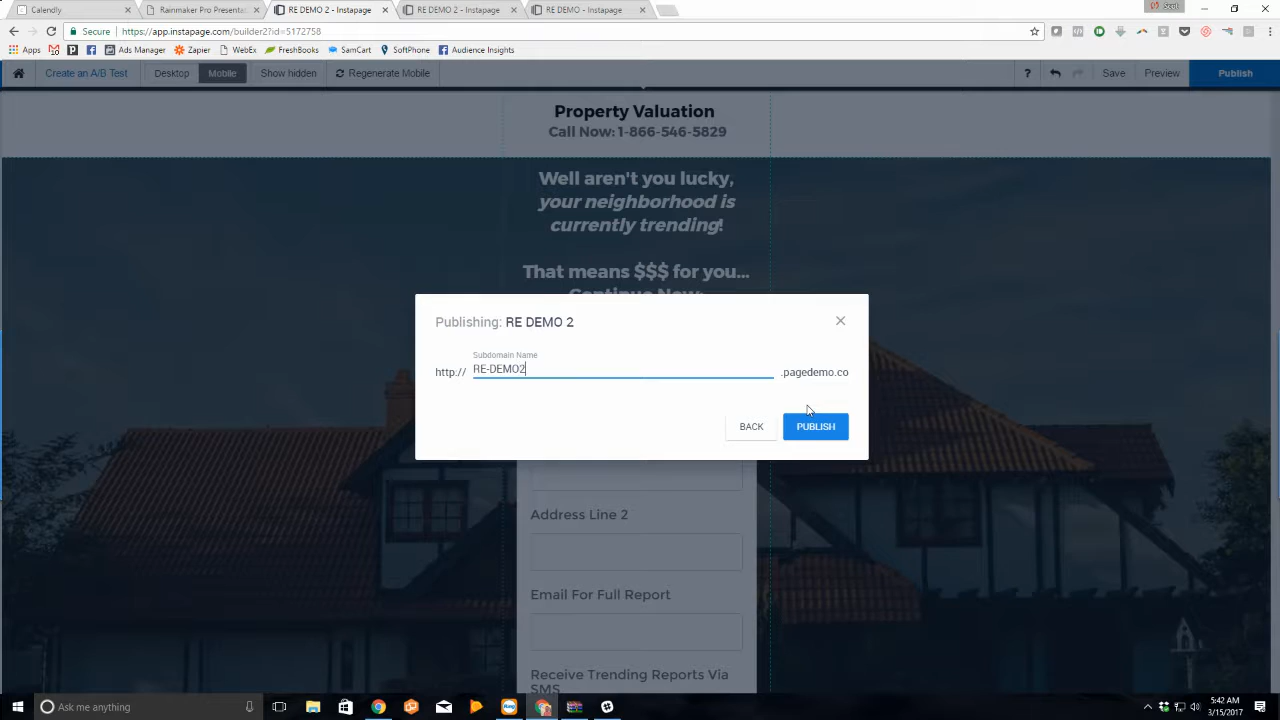 Calendly
Rainmaker Pro Presenta
RE DEMO 2 - Instapage
RE DEMO 2 - Instapage
RE DEMO - Instapage
Secure
https://app.instapage.com/builder2?id=5172758
Apps
Ad Manager
Zapier
WebEx
FreshBooks
SamCart
SoftPhone
Audience Insights
Create an A/B Test
Desktop
Mobile
Show hidden
Regenerate Mobile
?
Save
Preview
Publish
Property Valuation
Call Now: 1-866-546-5829
Well aren't you lucky,
your neighborhood is
currently trending!
That means $$$ for you...
Continue Now:
Publishing: RE DEMO 2
Subdomain Name
http://
RE-DEMO2
.pagedemo.co
BACK
PUBLISH
Address Line 2
Email For Full Report
Receive Trending Reports Via
SMS
Ask me anything
5:42 AM
3/15/2017